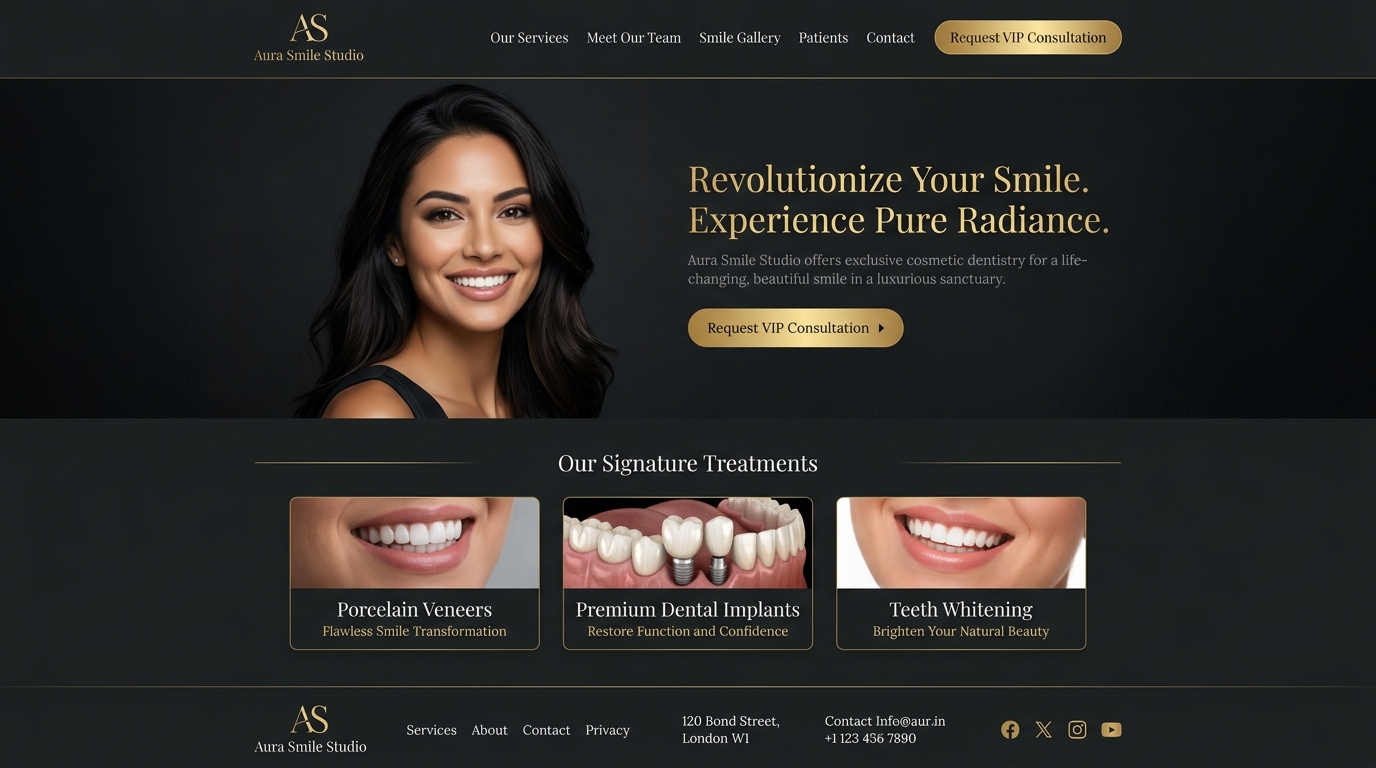 AS
Aura Smile Studio
Our Services
Meet Our Team
Smile Gallery
Patients
Contact
Request VIP Consultation
Revolutionize Your Smile.
Experience Pure Radiance.
Aura Smile Studio offers exclusive cosmetic dentistry for a life-
changing, beautiful smile in a luxurious sanctuary.
Request VIP Consultation
Our Signature Treatments
Porcelain Veneers
Flawless Smile Transformation
Premium Dental Implants
Restore Function and Confidence
Teeth Whitening
Brighten Your Natural Beauty
AS
Aura Smile Studio
Services
About
Contact
Privacy
120 Bond Street,
London W1
Contact Info@aur.in
+1 123 456 7890